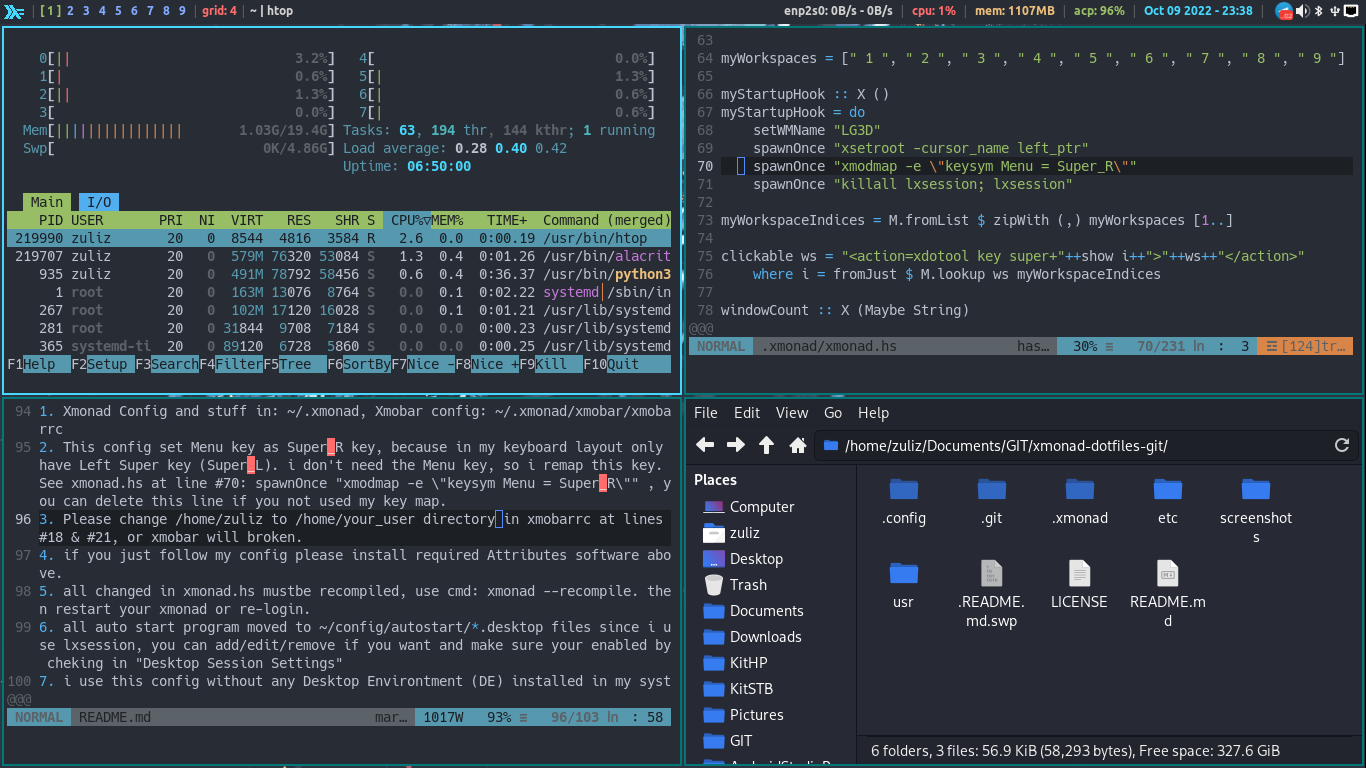 [ 1 ] 2 3 4 5 6 7 8 9 | grid: 4 | ~ | htop
enp2s0: 0B/s - 0B/s | cpu: 1% | mem: 1107MB | acp: 96% | Oct 09 2022 - 23:38
0[|| 3.2%] 4[ 0.0%]
1[| 0.6%] 5[| 1.3%]
2[|| 1.3%] 6[| 0.6%]
3[ 0.0%] 7[| 0.6%]
Mem[||||||||||||||||| 1.03G/19.4G] Tasks: 63, 194 thr, 144 kthr; 1 running
Swp[ 0K/4.86G] Load average: 0.28 0.40 0.42
Uptime: 06:50:00
Main I/O
PID USER PRI NI VIRT RES SHR S CPU%▽MEM% TIME+ Command (merged)
219990 zuliz 20 0 8544 4816 3584 R 2.6 0.0 0:00.19 /usr/bin/htop
219707 zuliz 20 0 579M 76320 53084 S 1.3 0.4 0:01.26 /usr/bin/alacrit
935 zuliz 20 0 491M 78792 58456 S 0.6 0.4 0:36.37 /usr/bin/python3
1 root 20 0 163M 13076 8764 S 0.0 0.1 0:02.22 systemd|/sbin/in
267 root 20 0 102M 17120 16028 S 0.0 0.1 0:01.21 /usr/lib/systemd
281 root 20 0 31844 9708 7184 S 0.0 0.0 0:00.23 /usr/lib/systemd
365 systemd-ti 20 0 89120 6728 5860 S 0.0 0.0 0:00.25 /usr/lib/systemd
F1Help F2Setup F3SearchF4FilterF5Tree F6SortByF7Nice -F8Nice +F9Kill F10Quit
63
64 myWorkspaces = [" 1 ", " 2 ", " 3 ", " 4 ", " 5 ", " 6 ", " 7 ", " 8 ", " 9 "]
65
66 myStartupHook :: X ()
67 myStartupHook = do
68 setWMName "LG3D"
69 spawnOnce "xsetroot -cursor_name left_ptr"
70 spawnOnce "xmodmap -e \"keysym Menu = Super_R\""
71 spawnOnce "killall lxsession; lxsession"
72
73 myWorkspaceIndices = M.fromList $ zipWith (,) myWorkspaces [1..]
74
75 clickable ws = "<action=xdotool key super+"++show i++">"++ws++"</action>"
76 where i = fromJust $ M.lookup ws myWorkspaceIndices
77
78 windowCount :: X (Maybe String)
@@@
NORMAL .xmonad/xmonad.hs has… 30% ≡ 70/231 ln : 3 ☲ [124]tr…
94 1. Xmonad Config and stuff in: ~/.xmonad, Xmobar config: ~/.xmonad/xmobar/xmoba
rrc
95 2. This config set Menu key as Super_R key, because in my keyboard layout only
have Left Super key (Super_L). i don't need the Menu key, so i remap this key.
See xmonad.hs at line #70: spawnOnce "xmodmap -e \"keysym Menu = Super_R\"" , y
ou can delete this line if you not used my key map.
96 3. Please change /home/zuliz to /home/your_user directory in xmobarrc at lines
#18 & #21, or xmobar will broken.
97 4. if you just follow my config please install required Attributes software abo
ve.
98 5. all changed in xmonad.hs mustbe recompiled, use cmd: xmonad --recompile. the
n restart your xmonad or re-login.
99 6. all auto start program moved to ~/config/autostart/*.desktop files since i u
se lxsession, you can add/edit/remove if you want and make sure your enabled by
cheking in "Desktop Session Settings"
100 7. i use this config without any Desktop Environtment (DE) installed in my syst
@@@
NORMAL README.md mar… 1017W 93% ≡ 96/103 ln : 58
File Edit View Go Help
/home/zuliz/Documents/GIT/xmonad-dotfiles-git/
Places
Computer
zuliz
Desktop
Trash
Documents
Downloads
KitHP
KitSTB
Pictures
GIT
.config .git .xmonad etc screenshot
s
usr .README. LICENSE README.m
md.swp d
6 folders, 3 files: 56.9 KiB (58,293 bytes), Free space: 327.6 GiB